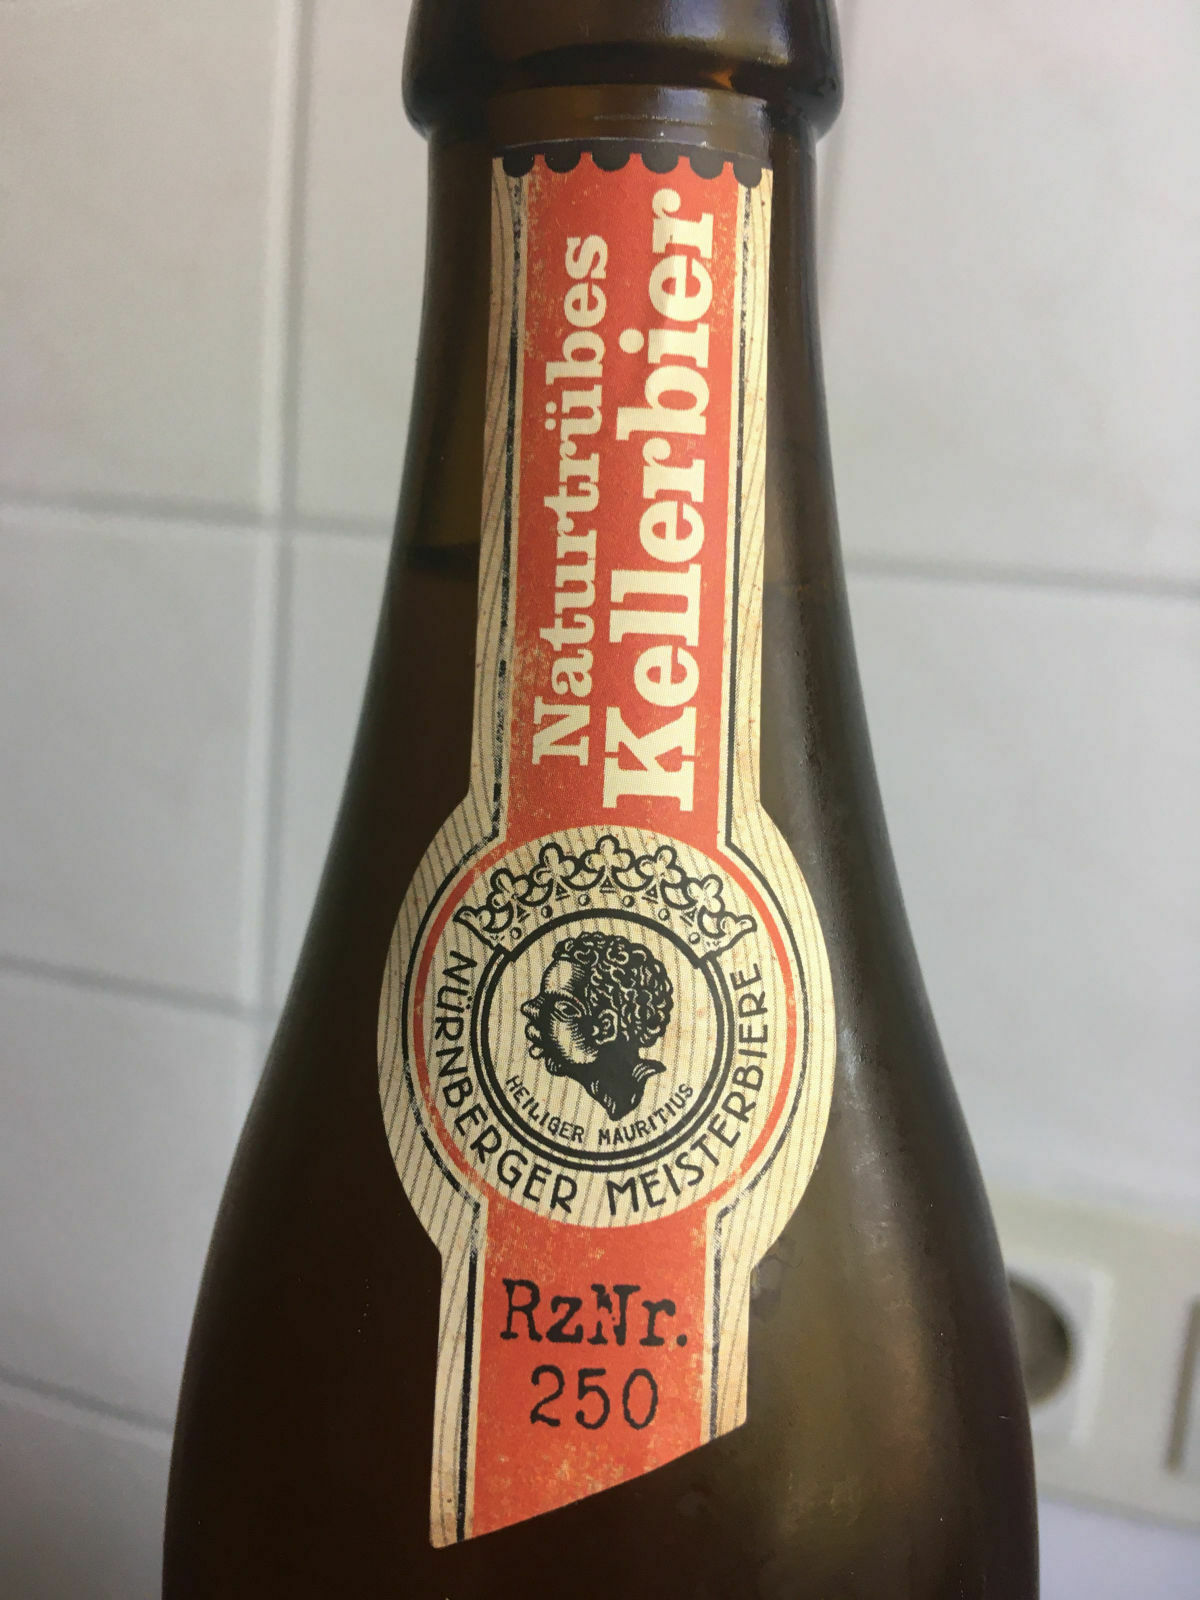 Naturtrübes
Kellerbier
HEILIGER MAURITIUS
NÜRNBERGER MEISTERBIERE
RzNr.
250